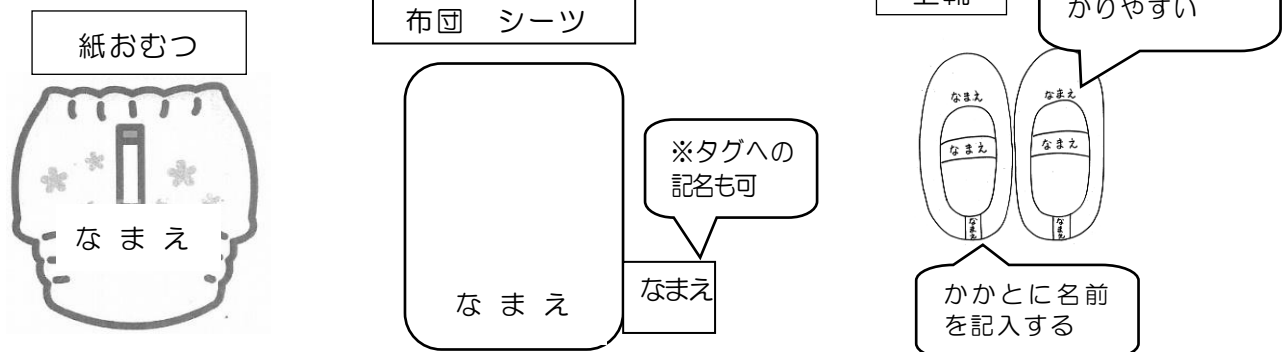 紙おむつ
なまえ
布団　シーツ
なまえ
※タグへの
記名も可
なまえ
かりやすい
なまえ
なまえ
なまえ
なまえ
なまえ
なまえ
かかとに名前
を記入する